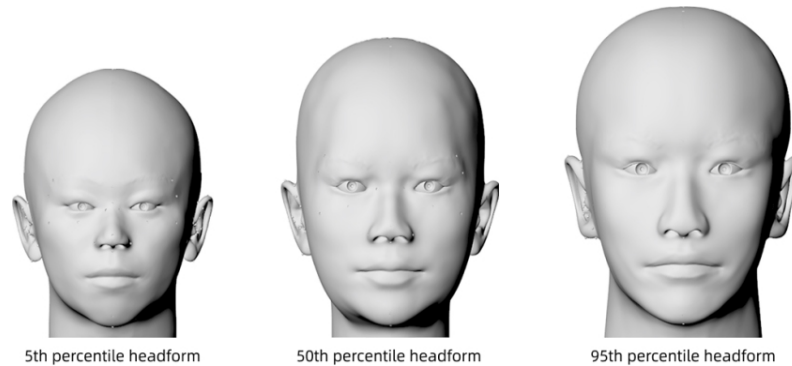 5th percentile headform
50th percentile headform
95th percentile headform